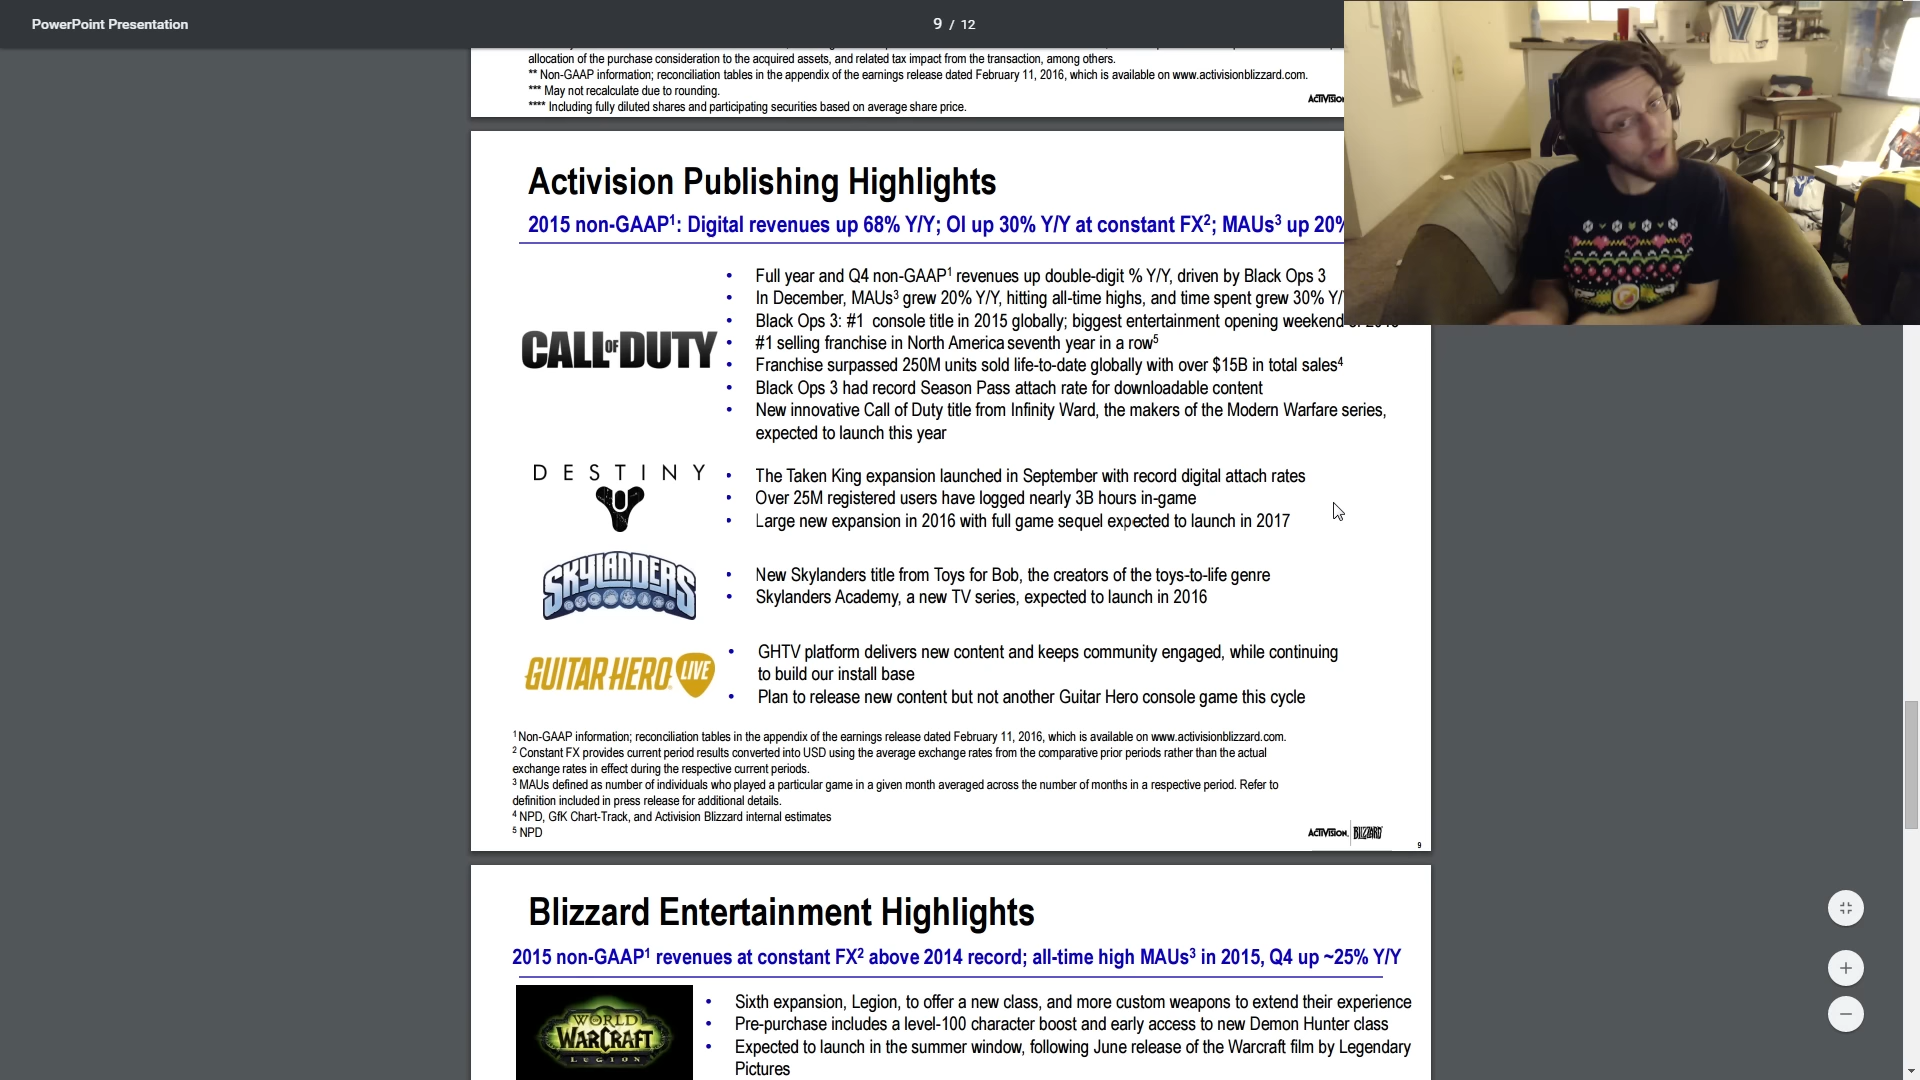 PowerPoint Presentation
9 / 12
allocation of the purchase consideration to the acquired assets, and related tax impact from the transaction, among others.
** Non-GAAP information; reconciliation tables in the appendix of the earnings release dated February 11, 2016, which is available on www.activisionblizzard.com.
*** May not recalculate due to rounding.
**** Including fully diluted shares and participating securities based on average share price.
Activision Publishing Highlights
2015 non-GAAP¹: Digital revenues up 68% Y/Y; OI up 30% Y/Y at constant FX²; MAUs³ up 20%
CALL OF DUTY
• Full year and Q4 non-GAAP¹ revenues up double-digit % Y/Y, driven by Black Ops 3
• In December, MAUs³ grew 20% Y/Y, hitting all-time highs, and time spent grew 30% Y/
• Black Ops 3: #1 console title in 2015 globally; biggest entertainment opening weekend
• #1 selling franchise in North America seventh year in a row⁵
• Franchise surpassed 250M units sold life-to-date globally with over $15B in total sales⁴
• Black Ops 3 had record Season Pass attach rate for downloadable content
• New innovative Call of Duty title from Infinity Ward, the makers of the Modern Warfare series,
expected to launch this year
DESTINY
• The Taken King expansion launched in September with record digital attach rates
• Over 25M registered users have logged nearly 3B hours in-game
• Large new expansion in 2016 with full game sequel expected to launch in 2017
SKYLANDERS
• New Skylanders title from Toys for Bob, the creators of the toys-to-life genre
• Skylanders Academy, a new TV series, expected to launch in 2016
GUITAR HERO LIVE
• GHTV platform delivers new content and keeps community engaged, while continuing
to build our install base
• Plan to release new content but not another Guitar Hero console game this cycle
¹ Non-GAAP information; reconciliation tables in the appendix of the earnings release dated February 11, 2016, which is available on www.activisionblizzard.com.
² Constant FX provides current period results converted into USD using the average exchange rates from the comparative prior periods rather than the actual
exchange rates in effect during the respective current periods.
³ MAUs defined as number of individuals who played a particular game in a given month averaged across the number of months in a respective period. Refer to
definition included in press release for additional details.
⁴ NPD, GfK Chart-Track, and Activision Blizzard internal estimates
⁵ NPD
ACTIVISION | BLIZZARD
9
Blizzard Entertainment Highlights
2015 non-GAAP¹ revenues at constant FX² above 2014 record; all-time high MAUs³ in 2015, Q4 up ~25% Y/Y
WORLD OF WARCRAFT LEGION
• Sixth expansion, Legion, to offer a new class, and more custom weapons to extend their experience
• Pre-purchase includes a level-100 character boost and early access to new Demon Hunter class
• Expected to launch in the summer window, following June release of the Warcraft film by Legendary
Pictures